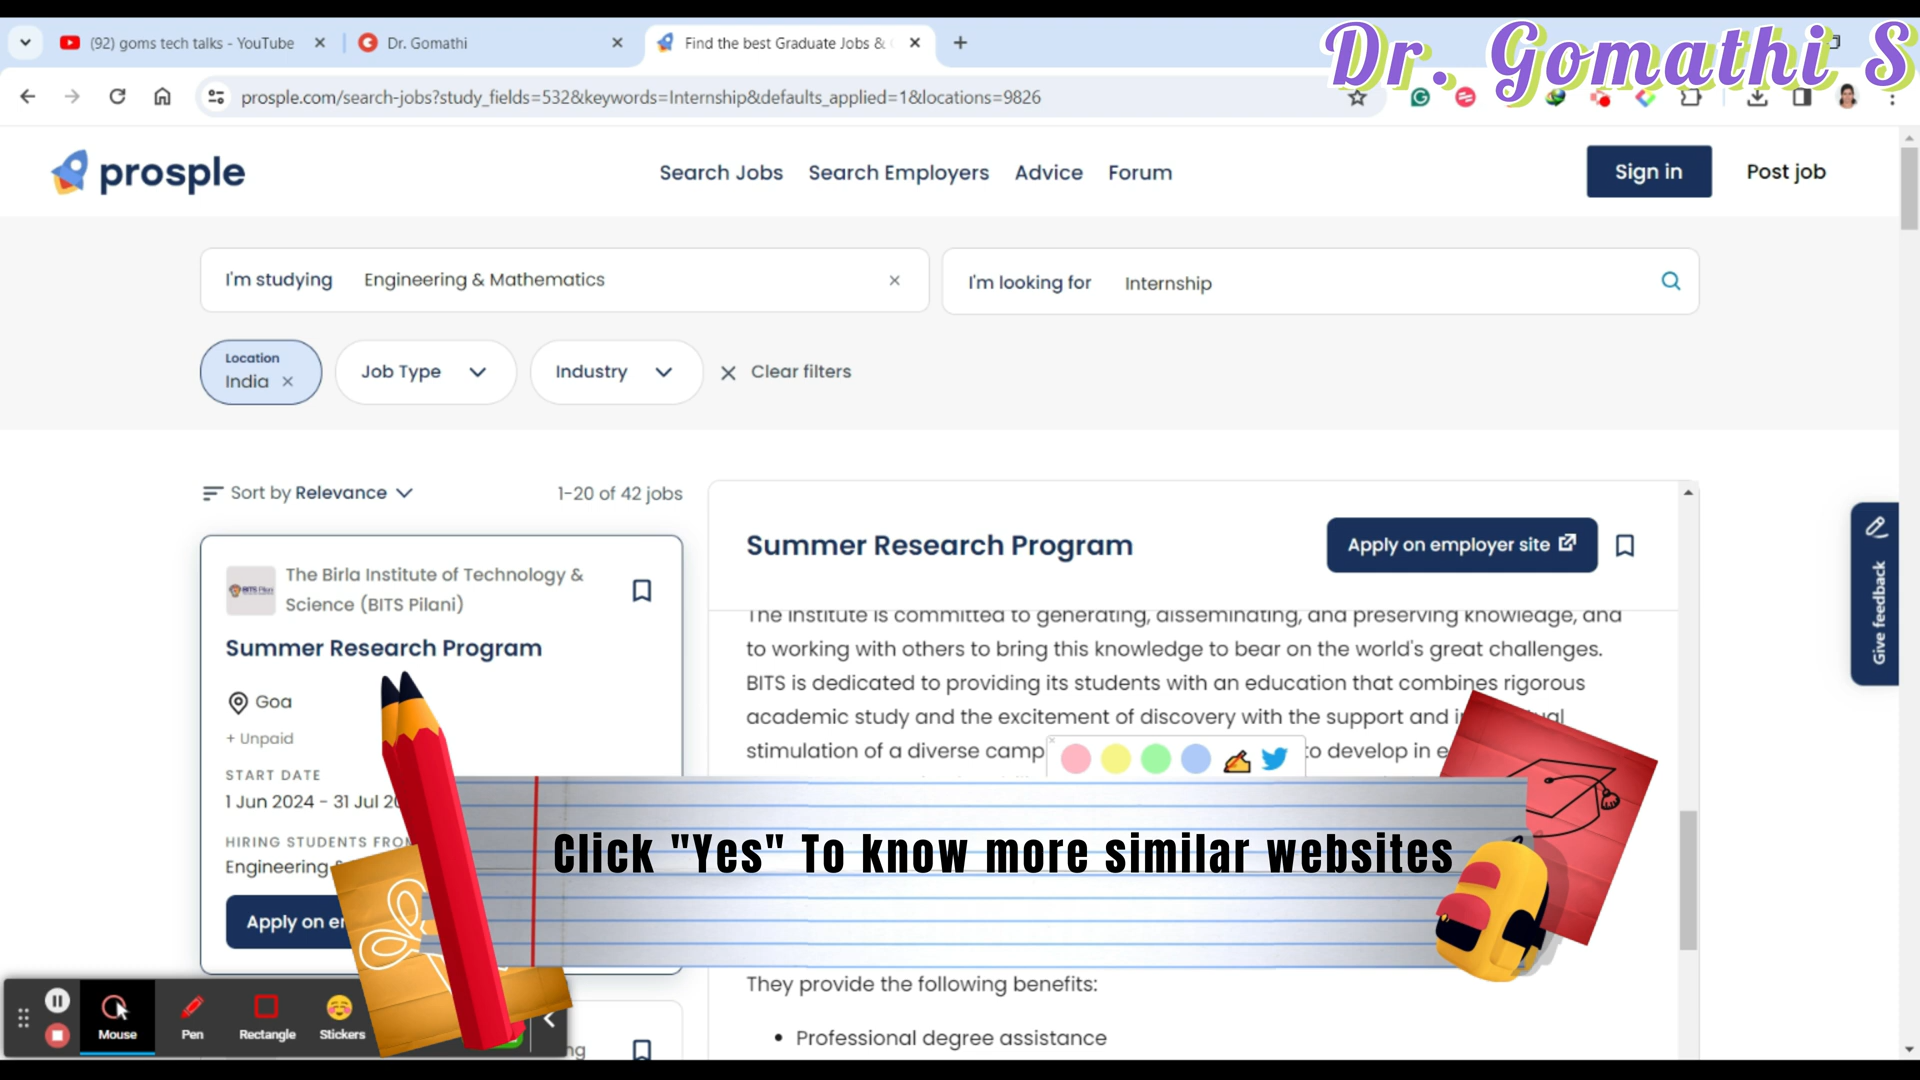 (92) goms tech talks - YouTube
Dr. Gomathi
Find the best Graduate Jobs &
Dr. Gomathi S
prosple.com/search-jobs?study_fields=532&keywords=Internship&defaults_applied=1&locations=9826
prosple
Search Jobs
Search Employers
Advice
Forum
Sign in
Post job
I'm studying
Engineering & Mathematics
I'm looking for
Internship
Location
India
Job Type
Industry
Clear filters
Sort by Relevance
1-20 of 42 jobs
The Birla Institute of Technology &
Science (BITS Pilani)
BITS Pilani
Summer Research Program
Goa
+ Unpaid
START DATE
1 Jun 2024 - 31 Jul 20
HIRING STUDENTS FROM
Engineering
Apply on er
Summer Research Program
Apply on employer site
The Institute is committed to generating, disseminating, and preserving knowledge, and
to working with others to bring this knowledge to bear on the world's great challenges.
BITS is dedicated to providing its students with an education that combines rigorous
academic study and the excitement of discovery with the support and
stimulation of a diverse camp to develop in e
Click "Yes" To know more similar websites
They provide the following benefits:
• Professional degree assistance
Give feedback
Mouse
Pen
Rectangle
Stickers
ng